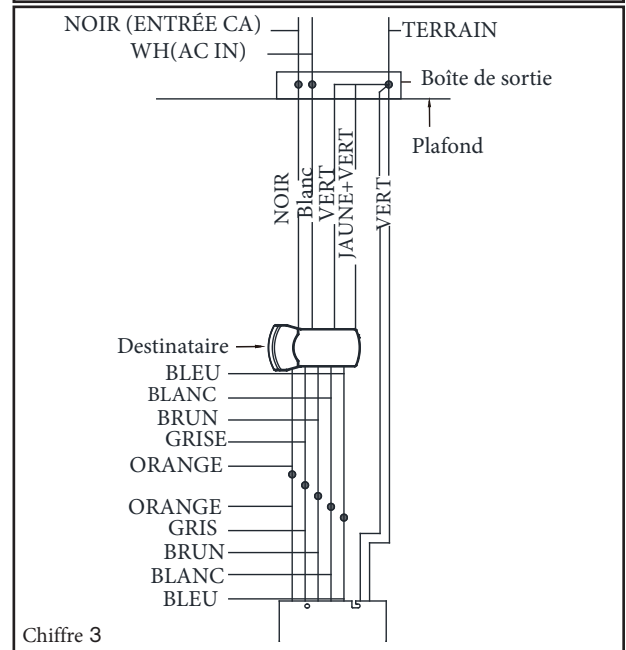 NOIR (ENTRÉE CA)
TERRAIN
WH(AC IN)
Boîte de sortie
Plafond
NOIR
Blanc
VERT
JAUNE+VERT
VERT
Destinataire
BLEU
BLANC
BRUN
GRISE
ORANGE
ORANGE
GRIS
BRUN
BLANC
BLEU
Chiffre 3